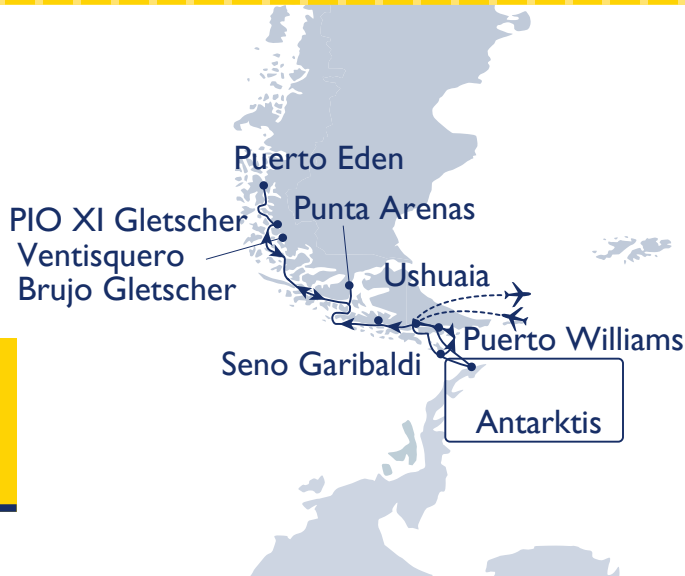 Puerto Eden
PIO XI Gletscher
Punta Arenas
Ventisquero
Brujo Gletscher
Ushuaia
Puerto Williams
Seno Garibaldi
Antarktis